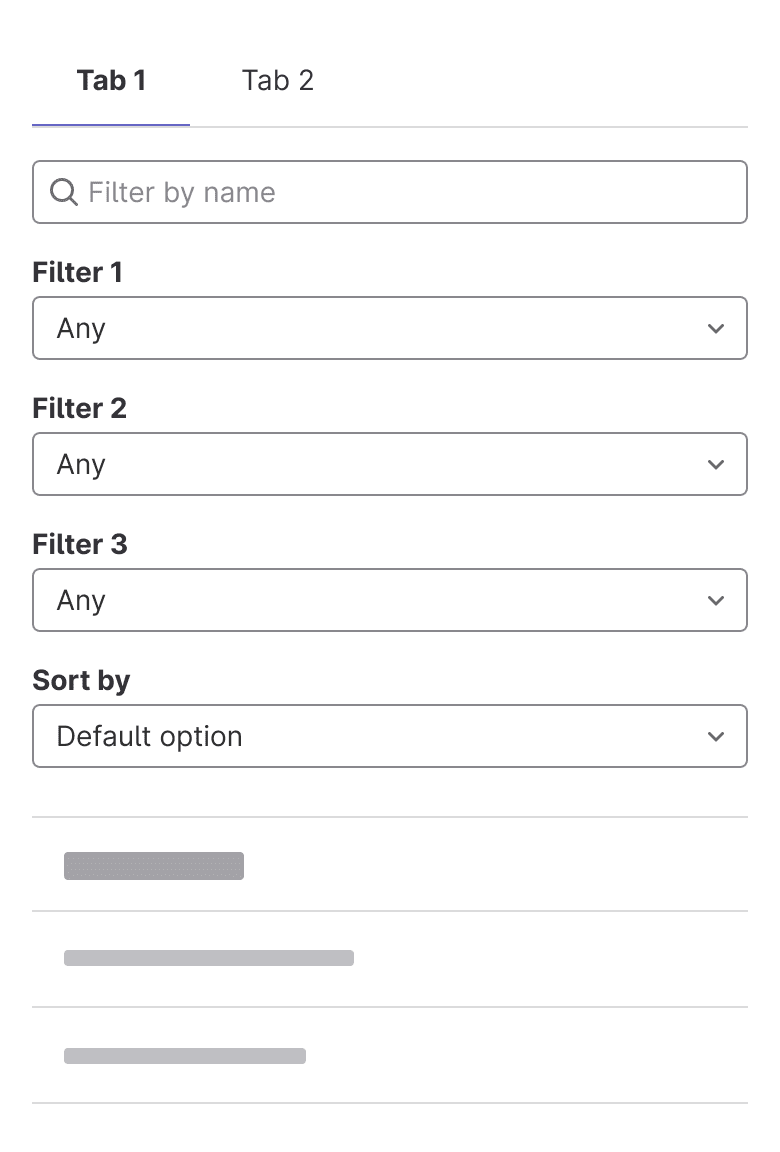 Tab 1 Tab 2
Filter by name
Filter 1
Any
Filter 2
Any
Filter 3
Any
Sort by
Default option